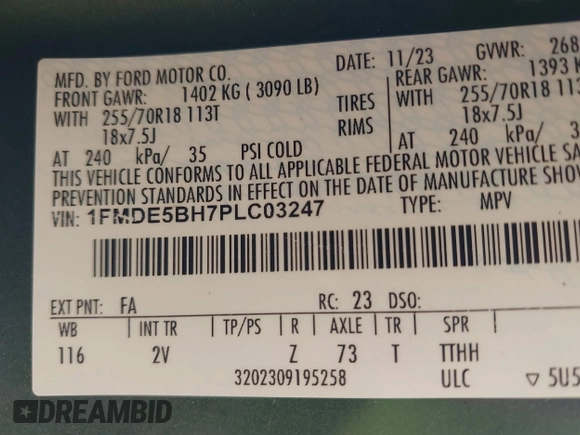 MFD. BY FORD MOTOR CO.
DATE: 11/23 GVWR: 268
FRONT GAWR: 1402 KG ( 3090 LB)
REAR GAWR: 1393 K
WITH 255/70R18 113T TIRES WITH 255/70R18 113
18x7.5J RIMS 18x7.5J
AT 240 kPa/ 35 PSI COLD AT 240 kPa/ 3
THIS VEHICLE CONFORMS TO ALL APPLICABLE FEDERAL MOTOR VEHICLE SA
PREVENTION STANDARDS IN EFFECT ON THE DATE OF MANUFACTURE SHOW
VIN: 1FMDE5BH7PLC03247 TYPE: MPV
EXT PNT: FA RC: 23 DSO:
WB INT TR TP/PS R AXLE TR SPR
116 2V Z 73 T TTHH
3202309195258 ULC ▽ 5U5
DREAMBID